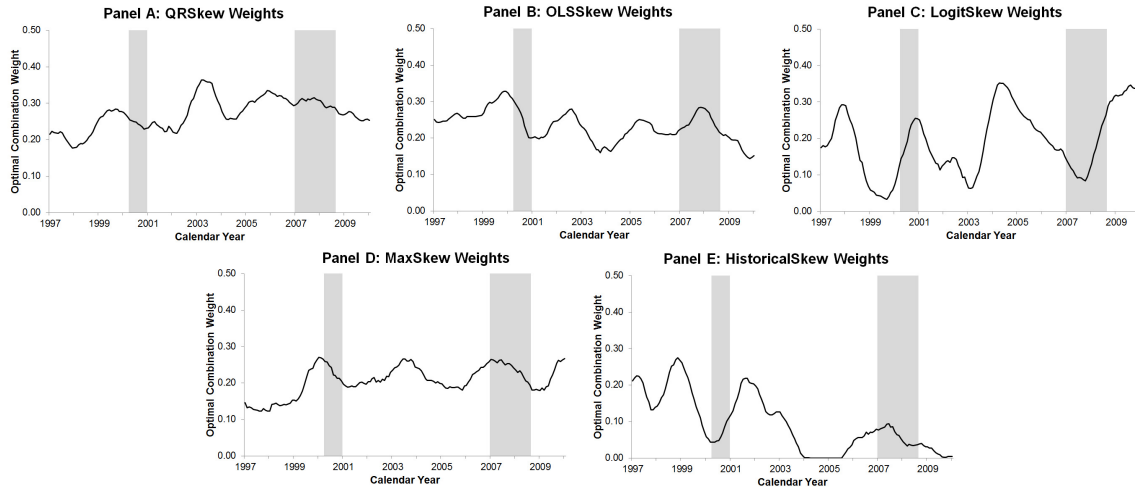 Panel A: QRSkew Weights
Optimal Combination Weight
0.50
0.40
0.30
0.20
0.10
0.00
1997 1999 2001 2003 2005 2007 2009
Calendar Year
Panel B: OLSSkew Weights
Optimal Combination Weight
0.50
0.40
0.30
0.20
0.10
0.00
1997 1999 2001 2003 2005 2007 2009
Calendar Year
Panel C: LogitSkew Weights
Optimal Combination Weight
0.50
0.40
0.30
0.20
0.10
0.00
1997 1999 2001 2003 2005 2007 2009
Calendar Year
Panel D: MaxSkew Weights
Optimal Combination Weight
0.50
0.40
0.30
0.20
0.10
0.00
1997 1999 2001 2003 2005 2007 2009
Calendar Year
Panel E: HistoricalSkew Weights
Optimal Combination Weight
0.50
0.40
0.30
0.20
0.10
0.00
1997 1999 2001 2003 2005 2007 2009
Calendar Year